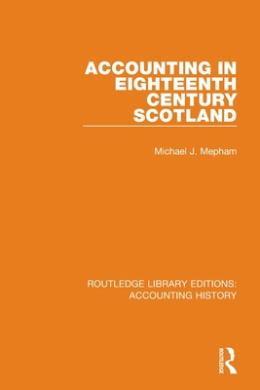 ACCOUNTING IN
EIGHTEENTH
CENTURY
SCOTLAND
Michael J. Mepham
ROUTLEDGE LIBRARY EDITIONS:
ACCOUNTING HISTORY
Routledge